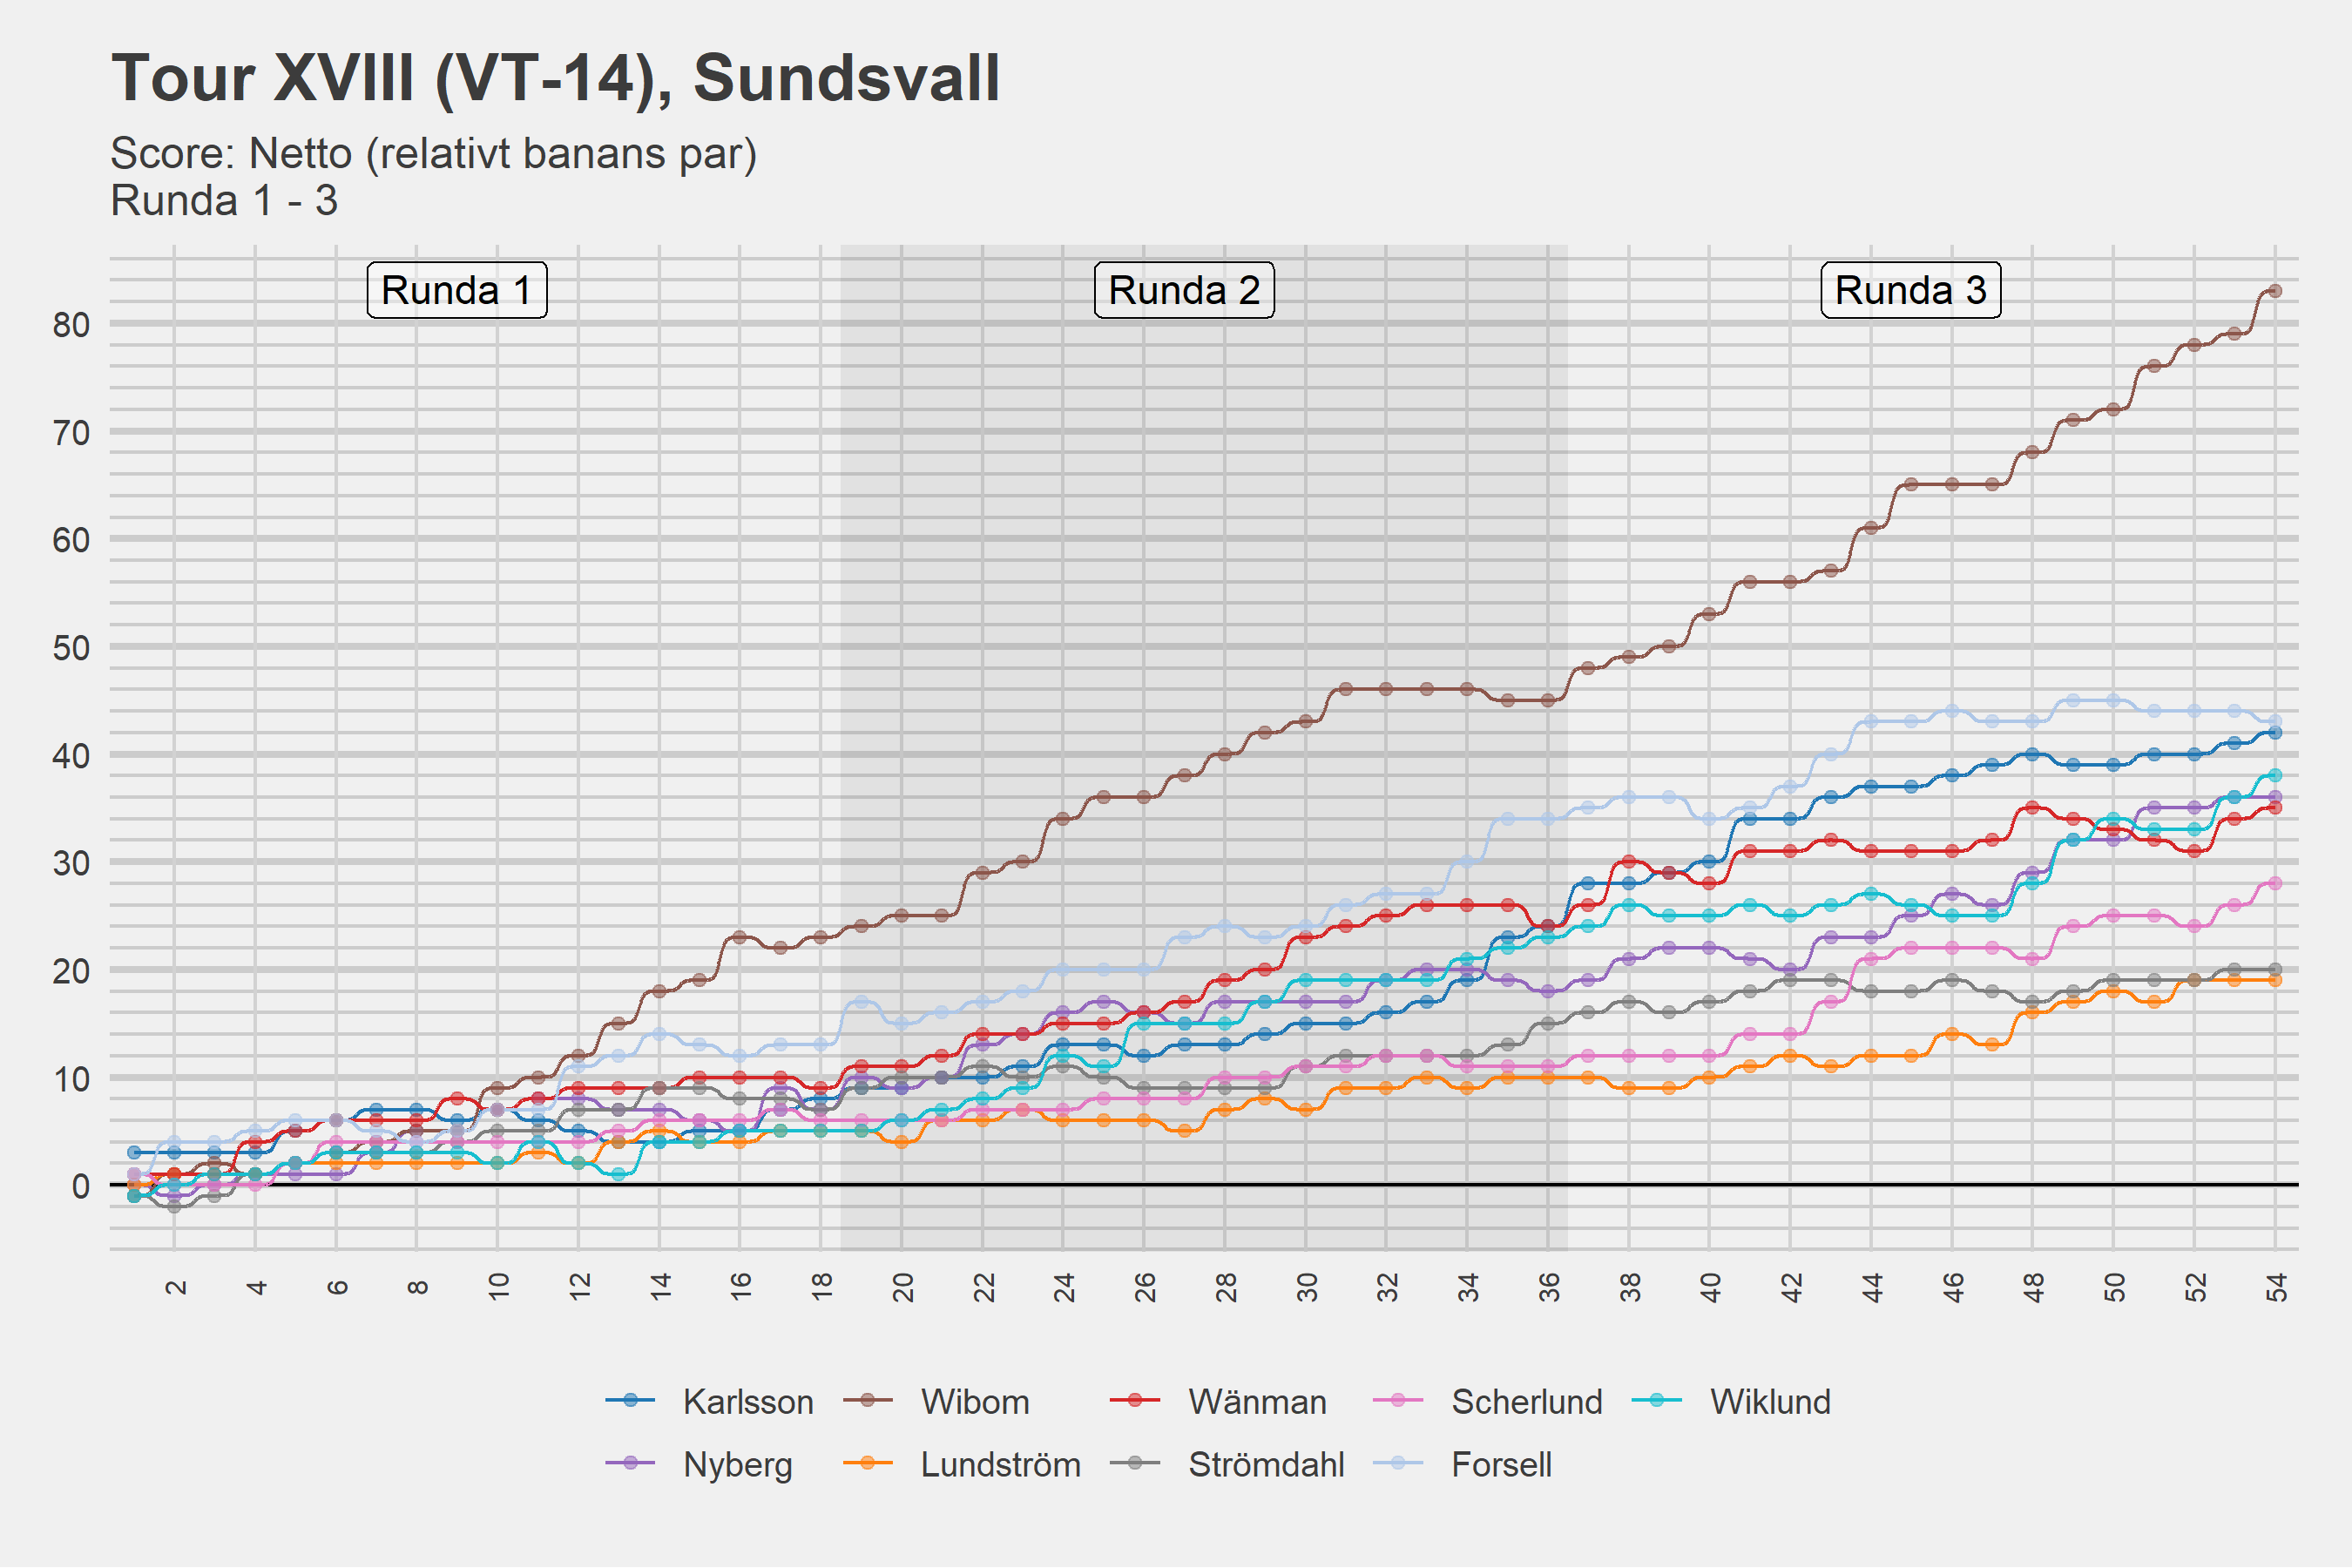 Tour XVIII (VT-14), Sundsvall
Score: Netto (relativt banans par)
Runda 1 - 3
Runda 1 Runda 2 Runda 3
80
70
60
50
40
30
20
10
0
2 4 6 8 10 12 14 16 18 20 22 24 26 28 30 32 34 36 38 40 42 44 46 48 50 52 54
Karlsson Wibom Wänman Scherlund Wiklund
Nyberg Lundström Strömdahl Forsell